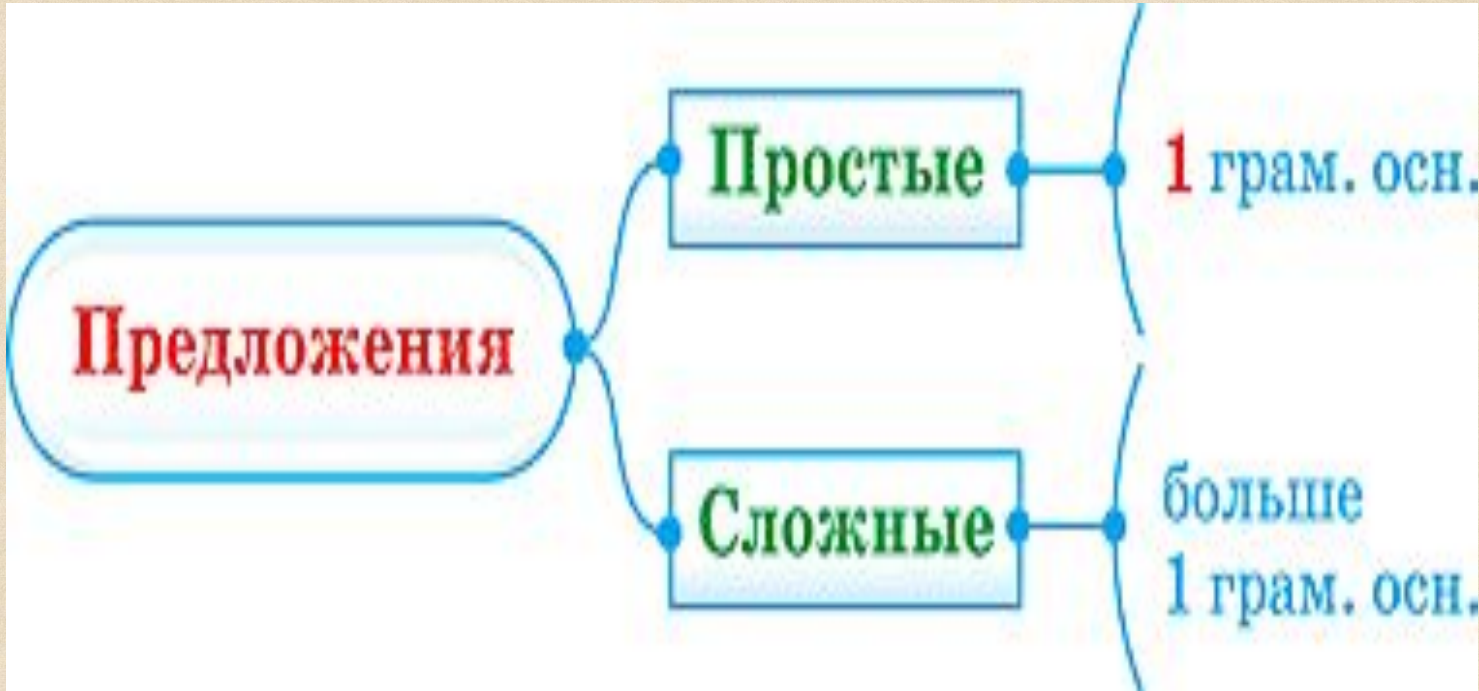 Предложения
Простые
1 грам. осн.
Сложные
больше
1 грам. осн.